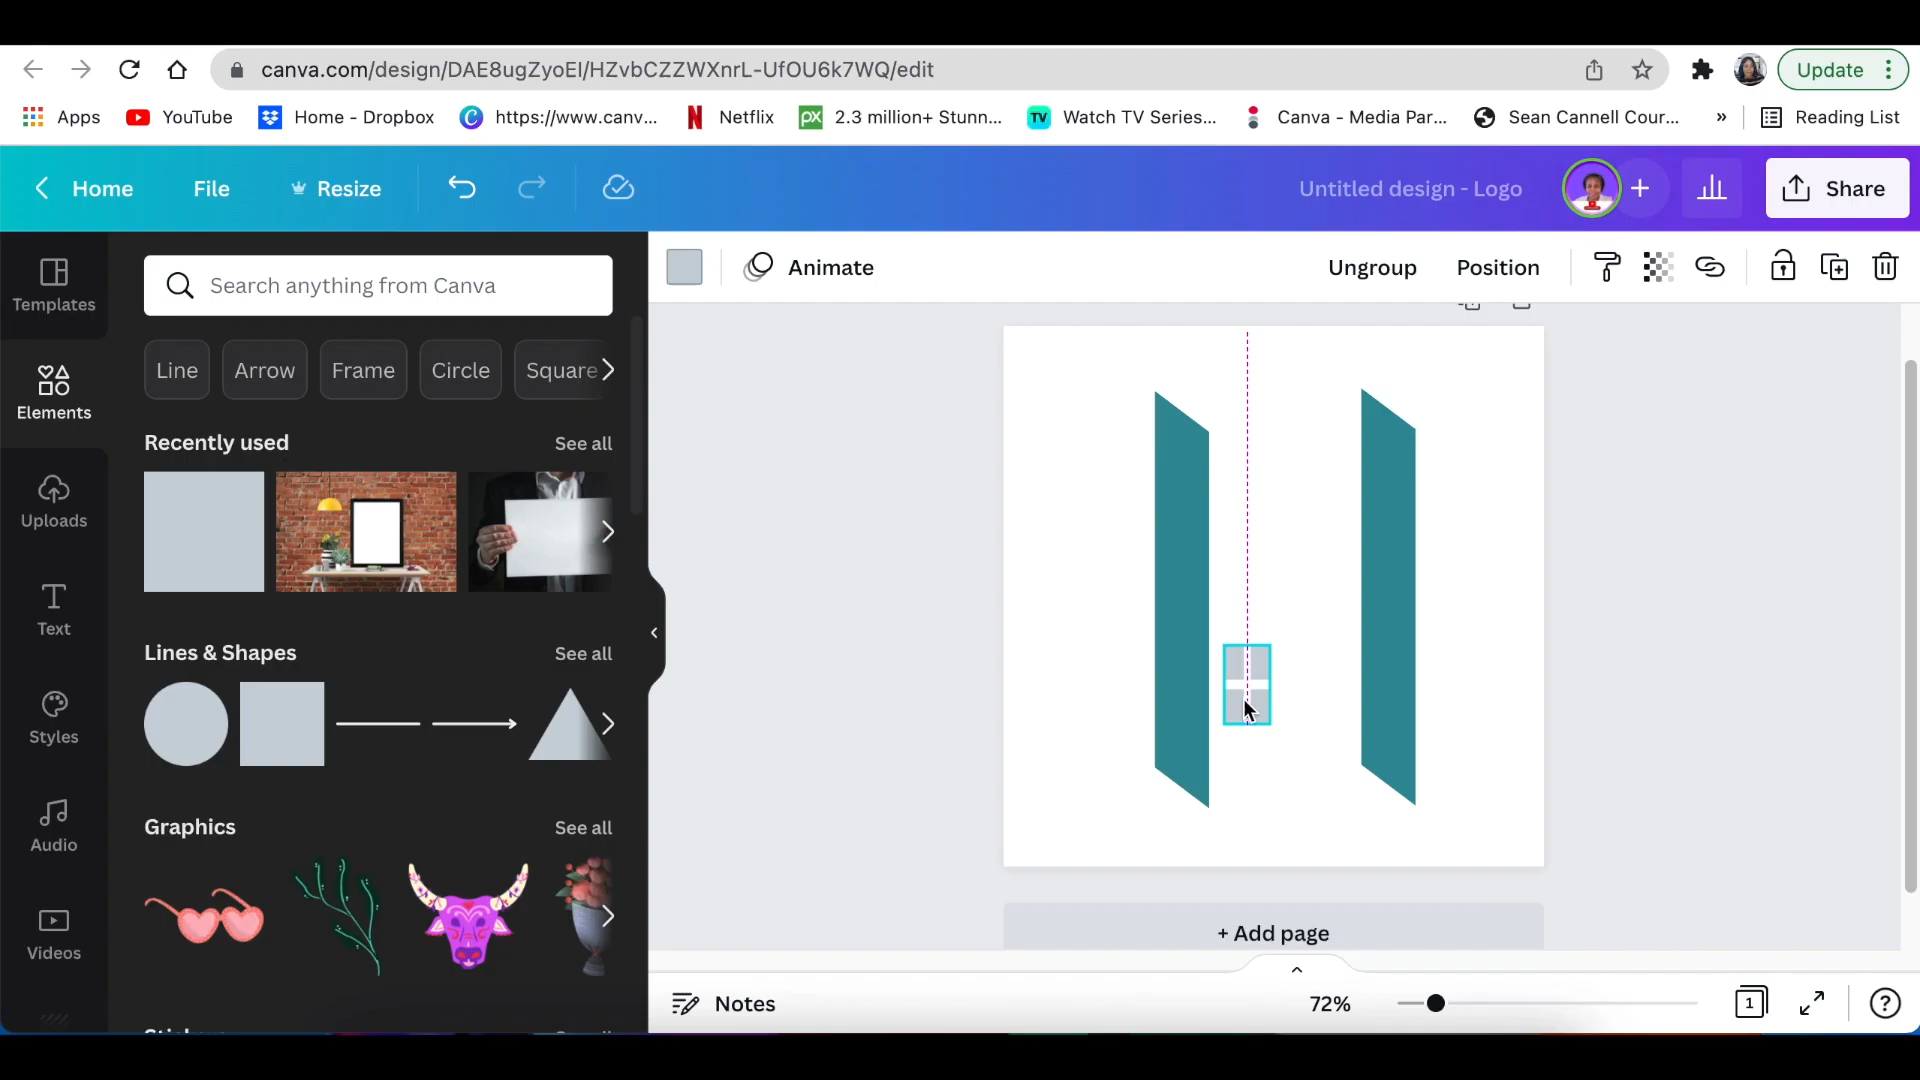 canva.com/design/DAE8ugZyoEI/HZvbCZZWXnrL-UfOU6k7WQ/edit
Update
Apps
YouTube
Home - Dropbox
https://www.canv...
Netflix
PX
2.3 million+ Stunn...
TV
Watch TV Series...
Canva - Media Par...
Sean Cannell Cour...
»
Reading List
Home
File
Resize
Untitled design - Logo
+
Share
Templates
Elements
Uploads
Text
Styles
Audio
Videos
Search anything from Canva
Line
Arrow
Frame
Circle
Square
Recently used
See all
Lines & Shapes
See all
Graphics
See all
Animate
Ungroup
Position
+ Add page
Notes
72%
1
?